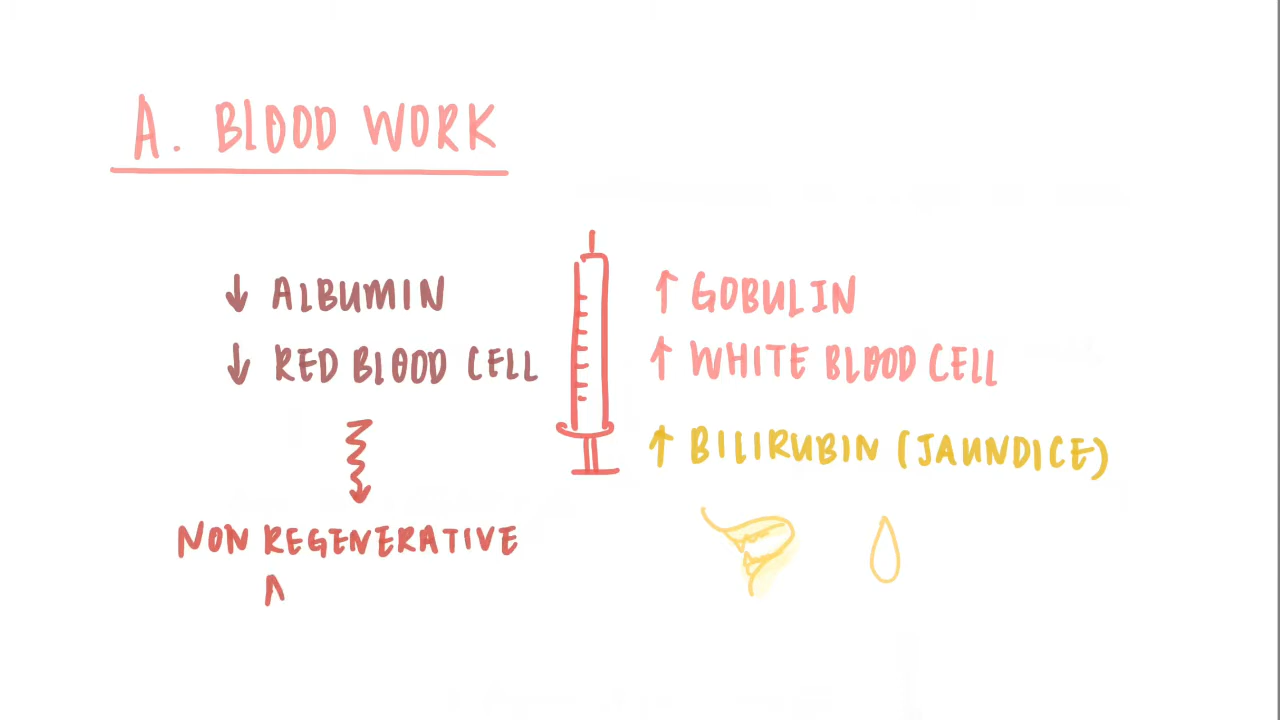 A. BLOOD WORK
↓ ALBUMIN
↓ RED BLOOD CELL
NON REGENERATIVE
A
↑ GOBULIN
↑ WHITE BLOOD CELL
↑ BILIRUBIN (JAUNDICE)